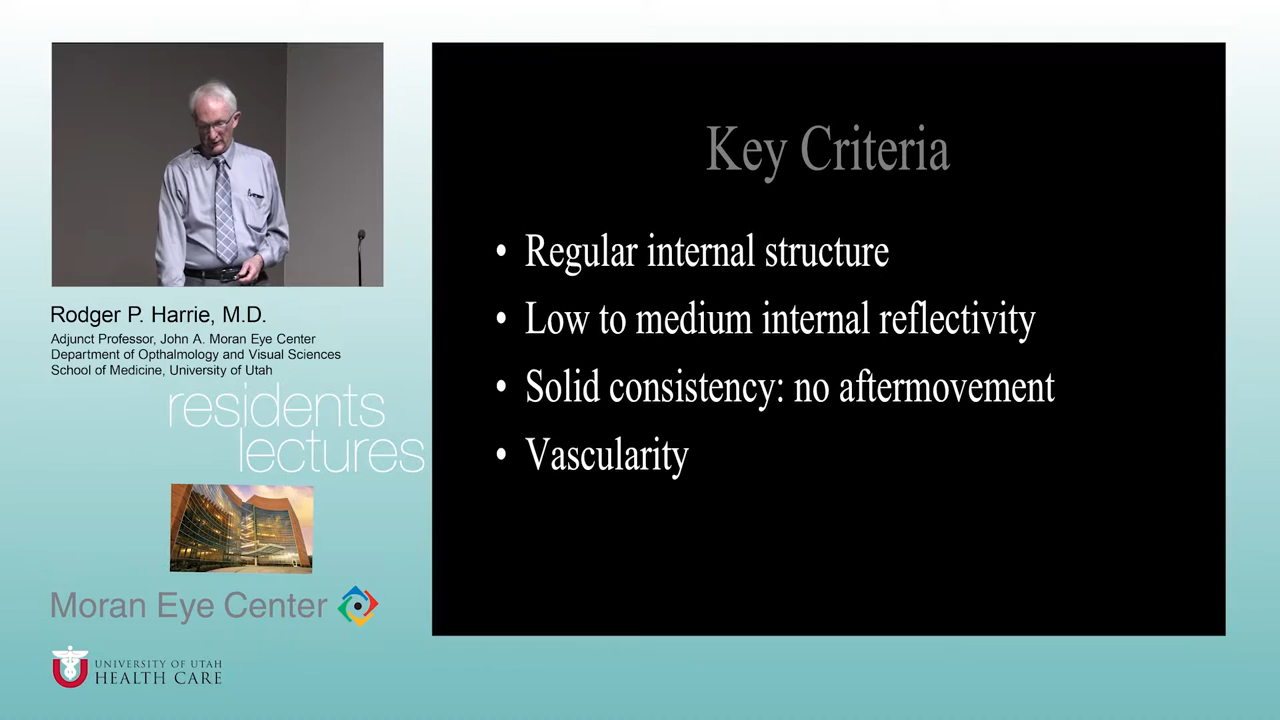 Key Criteria
• Regular internal structure
• Low to medium internal reflectivity
• Solid consistency: no aftermovement
• Vascularity
Rodger P. Harrie, M.D.
Adjunct Professor, John A. Moran Eye Center
Department of Opthalmology and Visual Sciences
School of Medicine, University of Utah
residents
lectures
Moran Eye Center
UNIVERSITY OF UTAH
HEALTH CARE